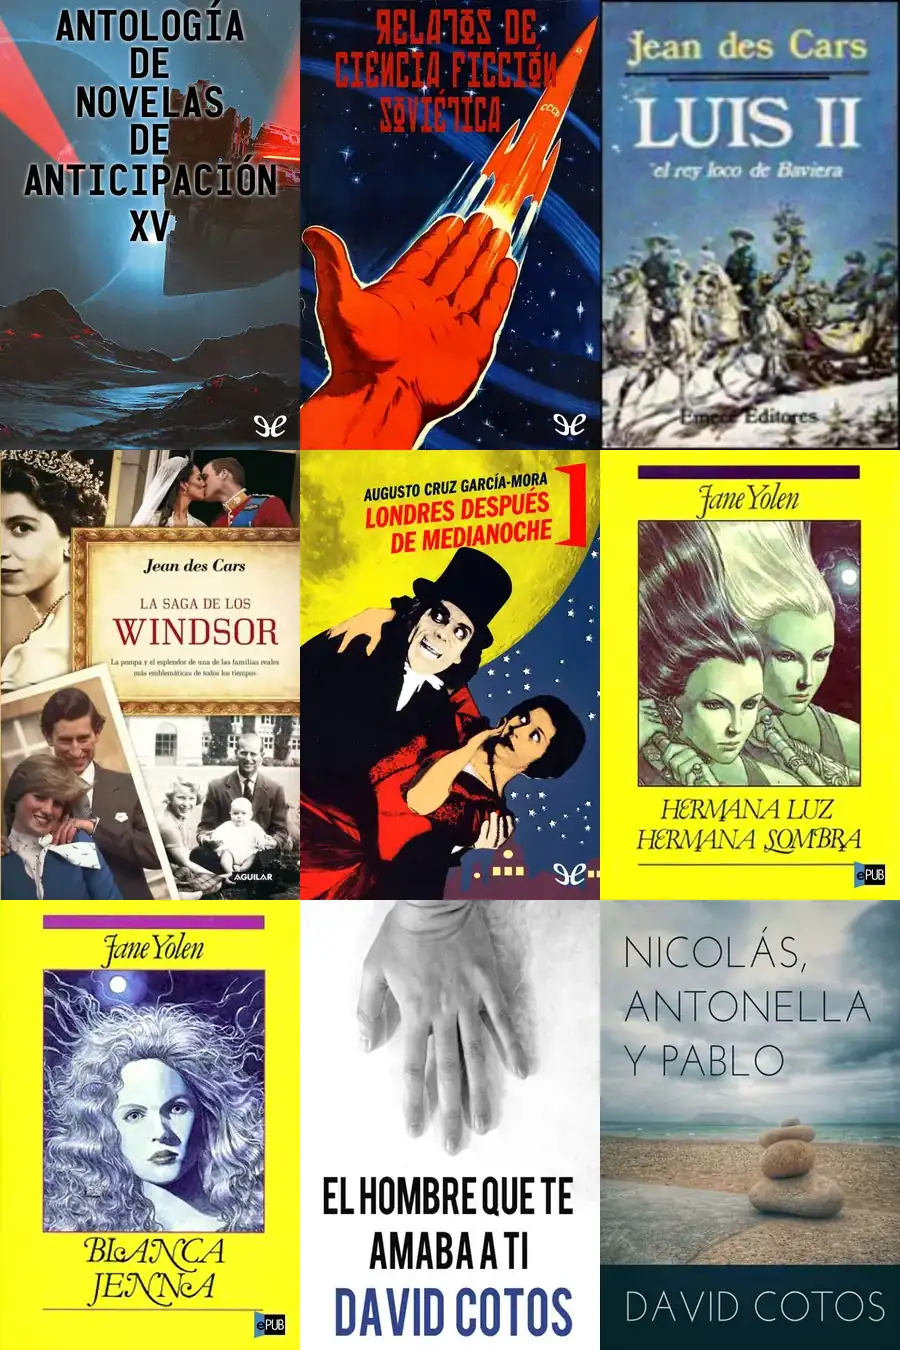 ANTOLOGÍA
DE
NOVELAS
DE
ANTICIPACIÓN
XV
RELATOS DE
CIENCIA FICCIÓN
SOVIÉTICA
CCCP
Jean des Cars
LUIS II
el rey loco de Baviera
Emecé Editores
Jean des Cars
LA SAGA DE LOS
WINDSOR
La pompa y el esplendor de una de las familias reales
más emblemáticas de todos los tiempos
AGUILAR
AUGUSTO CRUZ GARCÍA-MORA
LONDRES DESPUÉS
DE MEDIANOCHE
Jane Yolen
HERMANA LUZ
HERMANA SOMBRA
ePUB
Jane Yolen
BLANCA
JENNA
ePUB
EL HOMBRE QUE TE
AMABA A TI
DAVID COTOS
NICOLÁS,
ANTONELLA
Y PABLO
DAVID COTOS